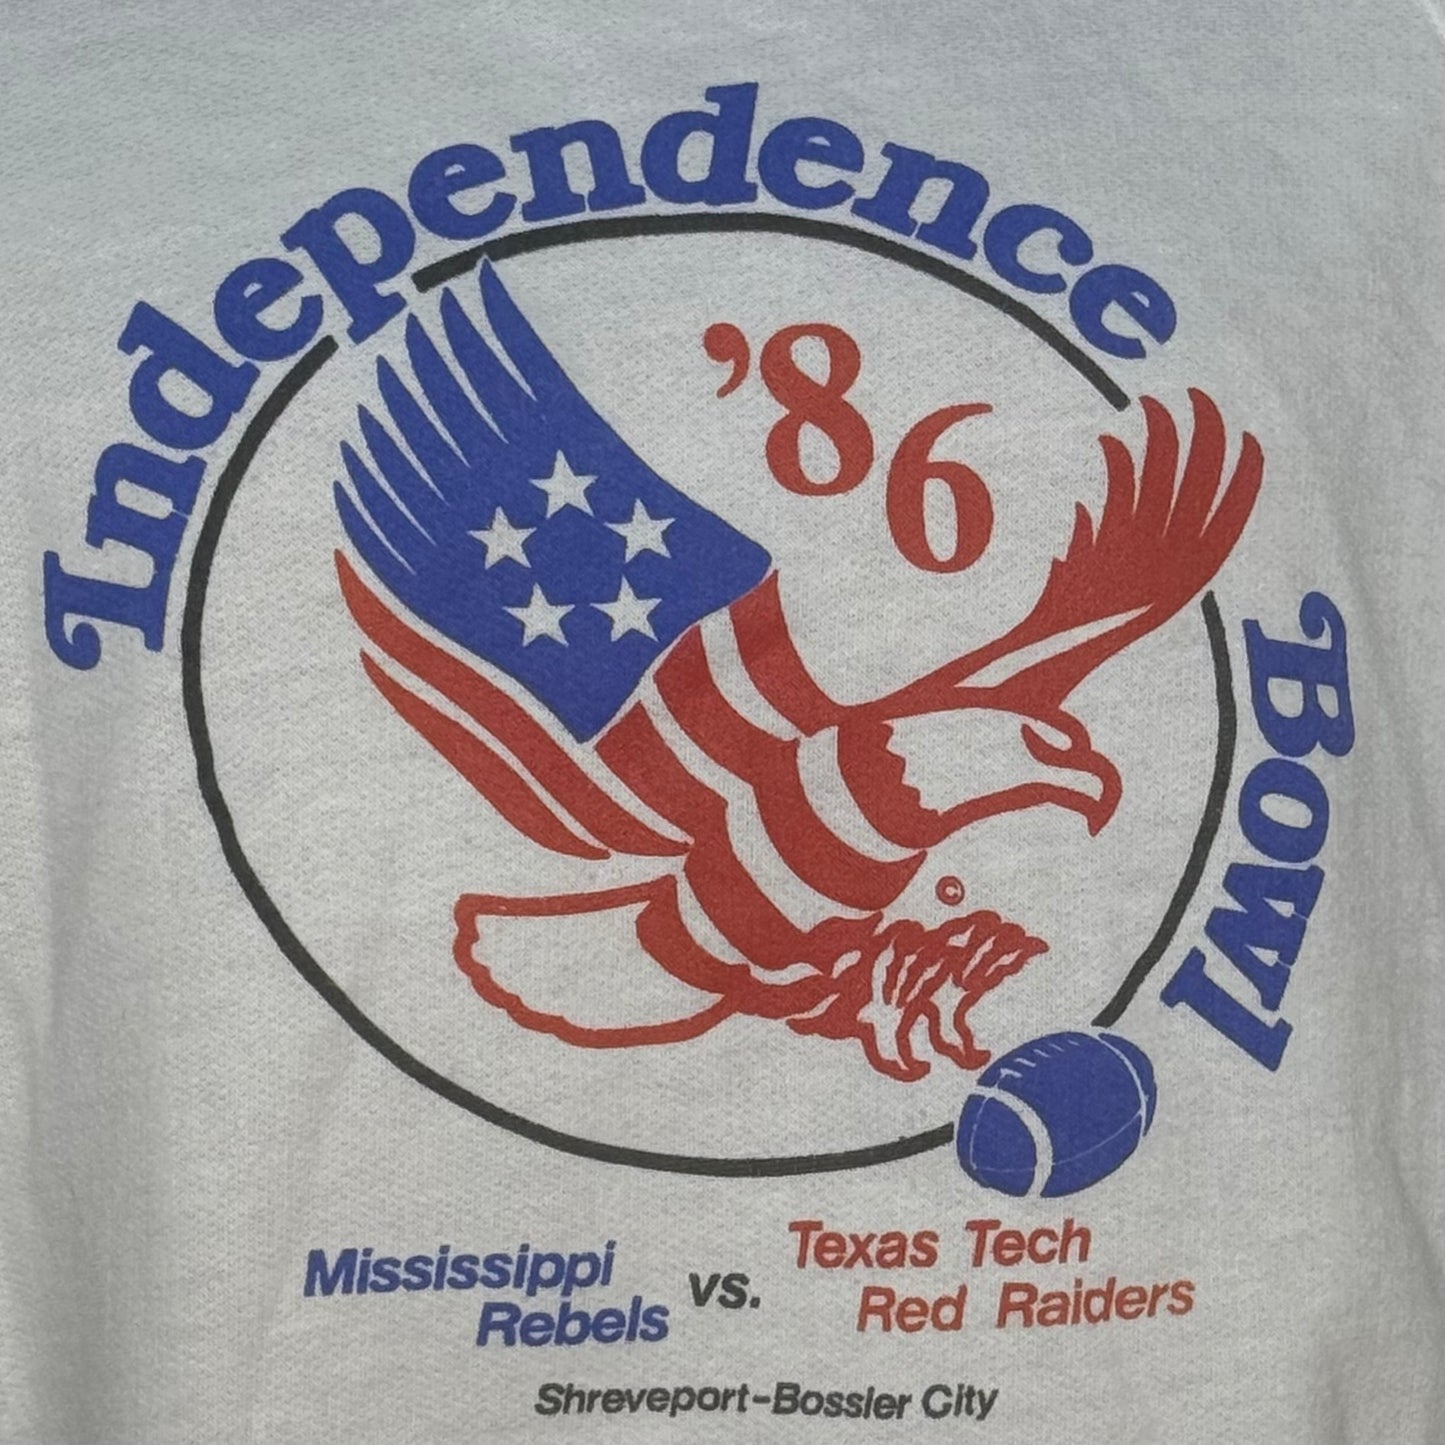 Independence Bowl
'86
©
Mississippi
Rebels
vs.
Texas Tech
Red Raiders
Shreveport-Bossier City